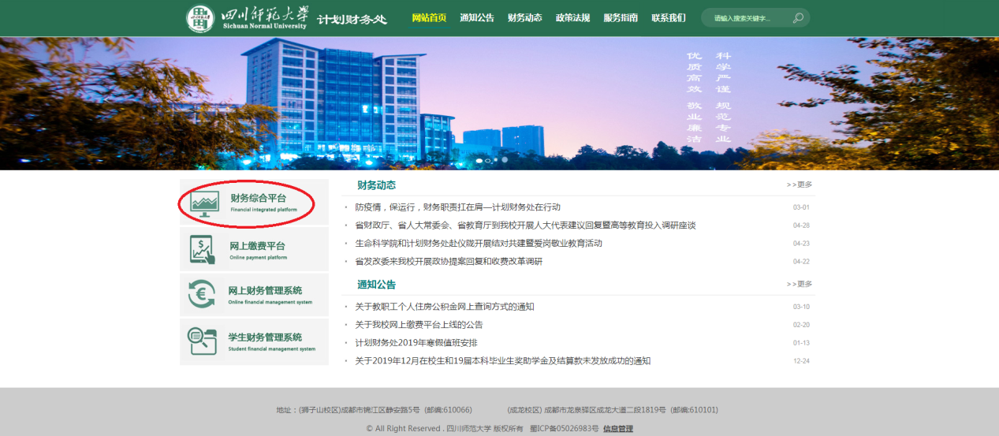 四川师范大学
Sichuan Normal University
计划财务处
网站首页 通知公告 财务动态 政策法规 服务指南 联系我们
请输入搜索关键字...
科学严谨 规范专业
优质高效 敬业廉洁
财务综合平台
Financial integrated platform
网上缴费平台
Online payment platform
网上财务管理系统
Online financial management system
学生财务管理系统
Student financial management system
财务动态 >>更多
· 防疫情，保运行，财务职责扛在肩—计划财务处在行动 03-01
· 省财政厅、省人大常委会、省教育厅到我校开展人大代表建议回复暨高等教育投入调研座谈 04-28
· 生命科学院和计划财务处赴仪陇开展结对共建暨爱岗敬业教育活动 04-23
· 省发改委来我校开展政协提案回复和收费改革调研 04-22
通知公告 >>更多
· 关于教职工个人住房公积金网上查询方式的通知 03-10
· 关于我校网上缴费平台上线的公告 02-20
· 计划财务处2019年寒假值班安排 01-13
· 关于2019年12月在校生和19届本科毕业生奖助学金及结算款未发放成功的通知 12-24
地址：(狮子山校区)成都市锦江区静安路5号 (邮编:610066) (成龙校区) 成都市龙泉驿区成龙大道二段1819号 (邮编:610101)
© All Right Reserved . 四川师范大学 版权所有 蜀ICP备05026983号 信息管理